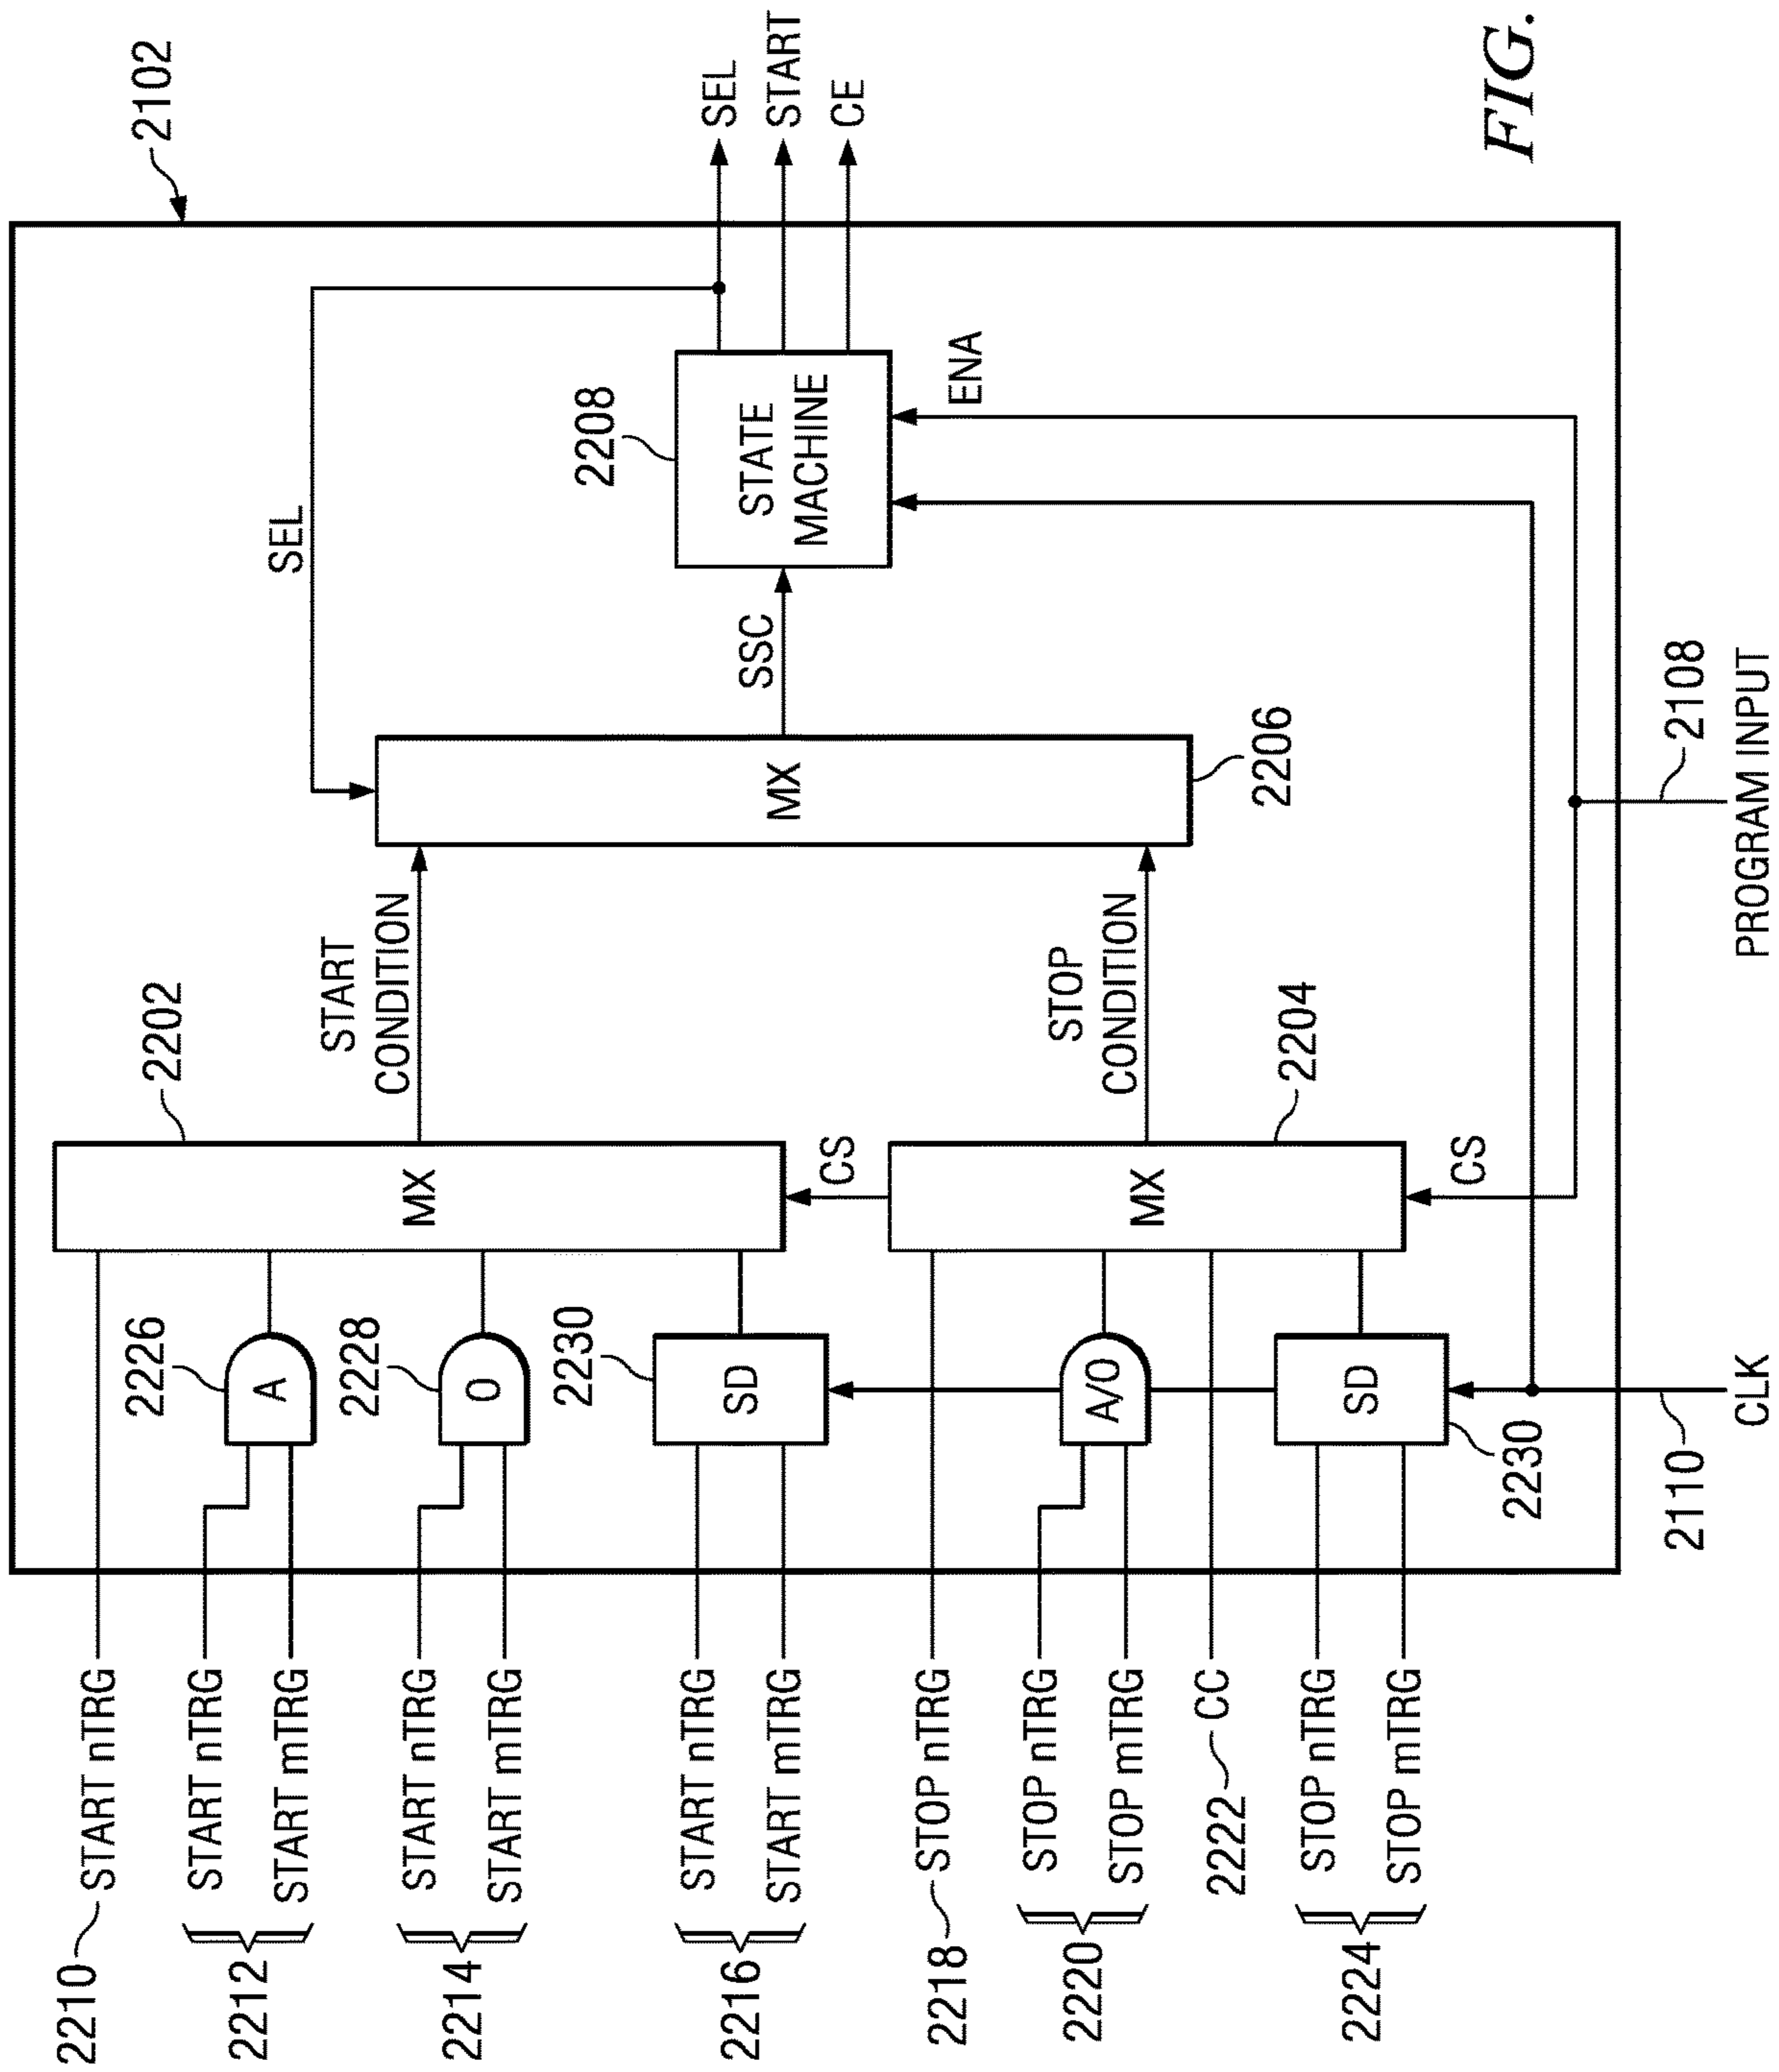 2210 START nTRG
2212 START nTRG
START mTRG
2214 START nTRG
START mTRG
2216 START nTRG
START mTRG
2218 STOP nTRG
2220 STOP nTRG
STOP mTRG
2222 CC
2224 STOP nTRG
STOP mTRG
2226
A
2228
O
2230
SD
A/O
SD
2230
2110
CLK
2202
MX
CS
MX
2204
CS
START
CONDITION
STOP
CONDITION
SEL
MX
2206
SSC
2208
STATE
MACHINE
ENA
2108
PROGRAM INPUT
2102
SEL
START
CE
FIG.